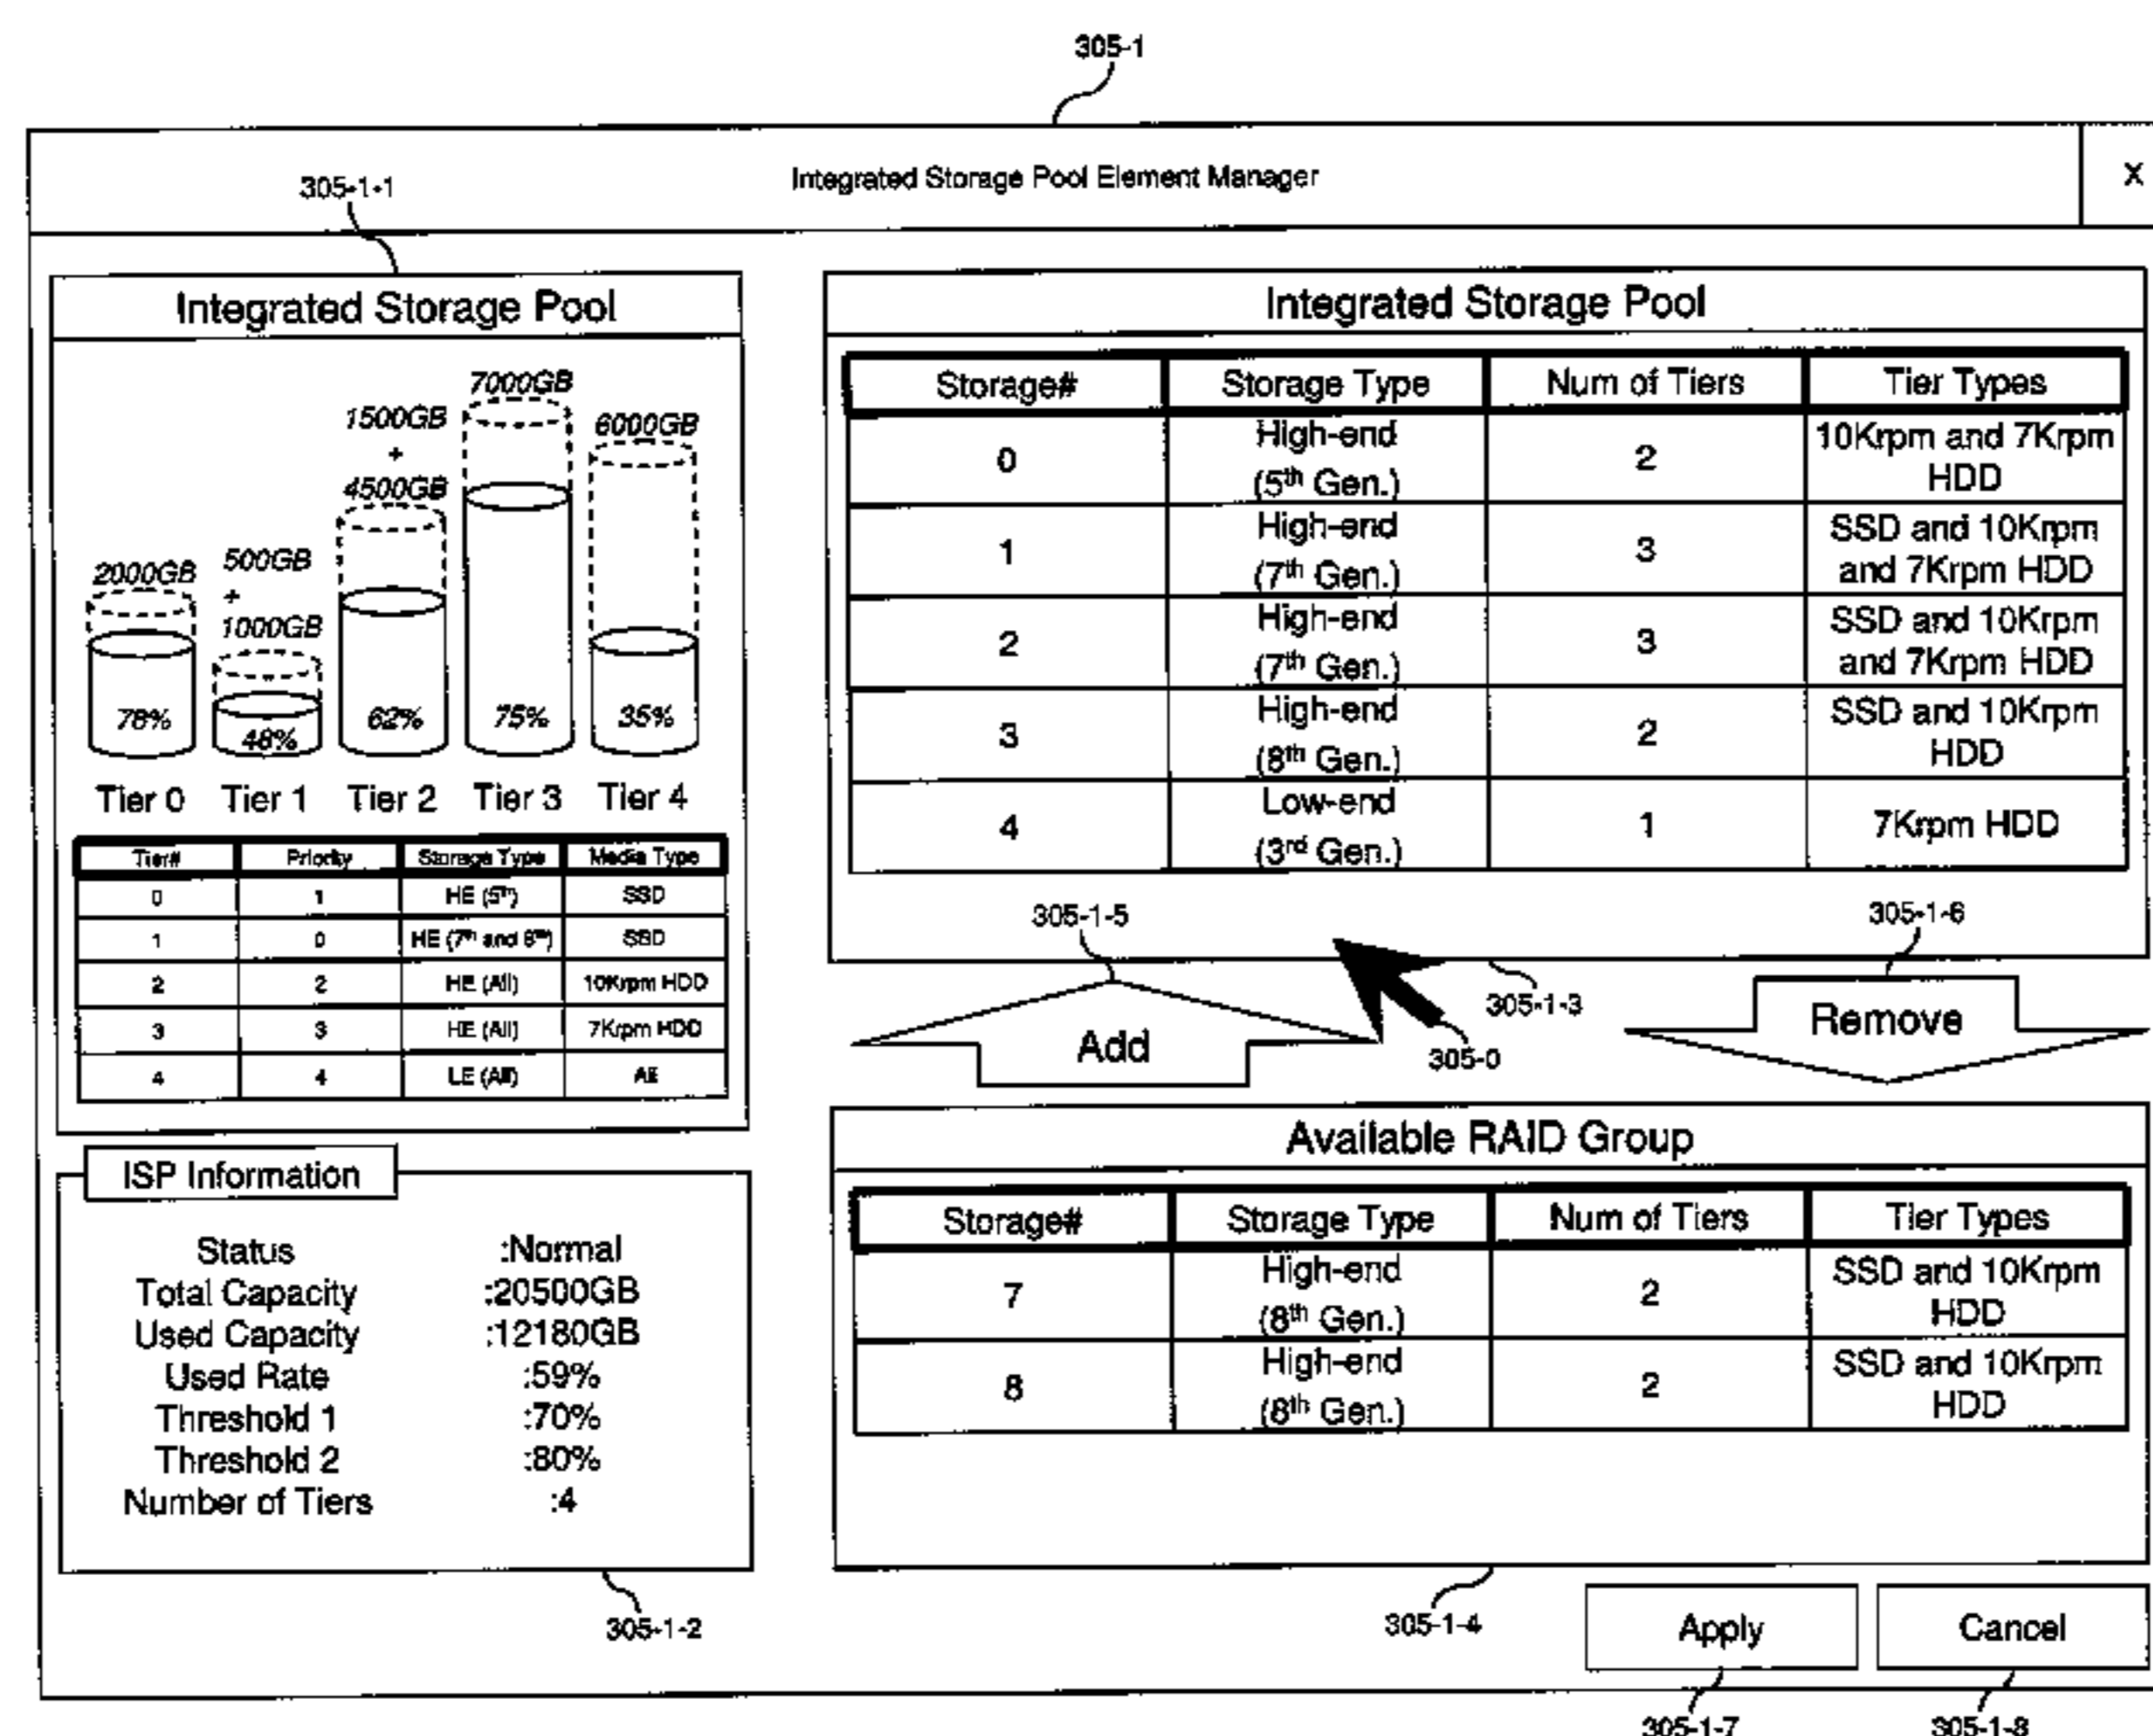 305-1
Integrated Storage Pool Element Manager
X
305-1-1
Integrated Storage Pool
7000GB
1500GB
+
4500GB
6000GB
2000GB
500GB
+
1000GB
78%
48%
62%
75%
35%
Tier 0 Tier 1 Tier 2 Tier 3 Tier 4
Tier# Priority Storage Type Media Type
0 1 HE (5th) SSD
1 0 HE (7th and 8th) SSD
2 2 HE (All) 10Krpm HDD
3 3 HE (All) 7Krpm HDD
4 4 LE (All) All
ISP Information
Status :Normal
Total Capacity :20500GB
Used Capacity :12180GB
Used Rate :59%
Threshold 1 :70%
Threshold 2 :80%
Number of Tiers :4
305-1-2
Integrated Storage Pool
Storage# Storage Type Num of Tiers Tier Types
0 High-end (5th Gen.) 2 10Krpm and 7Krpm HDD
1 High-end (7th Gen.) 3 SSD and 10Krpm and 7Krpm HDD
2 High-end (7th Gen.) 3 SSD and 10Krpm and 7Krpm HDD
3 High-end (8th Gen.) 2 SSD and 10Krpm HDD
4 Low-end (3rd Gen.) 1 7Krpm HDD
305-1-5
305-1-6
305-1-3
Add
305-0
Remove
Available RAID Group
Storage# Storage Type Num of Tiers Tier Types
7 High-end (8th Gen.) 2 SSD and 10Krpm HDD
8 High-end (8th Gen.) 2 SSD and 10Krpm HDD
305-1-4
Apply
Cancel
305-1-7
305-1-8